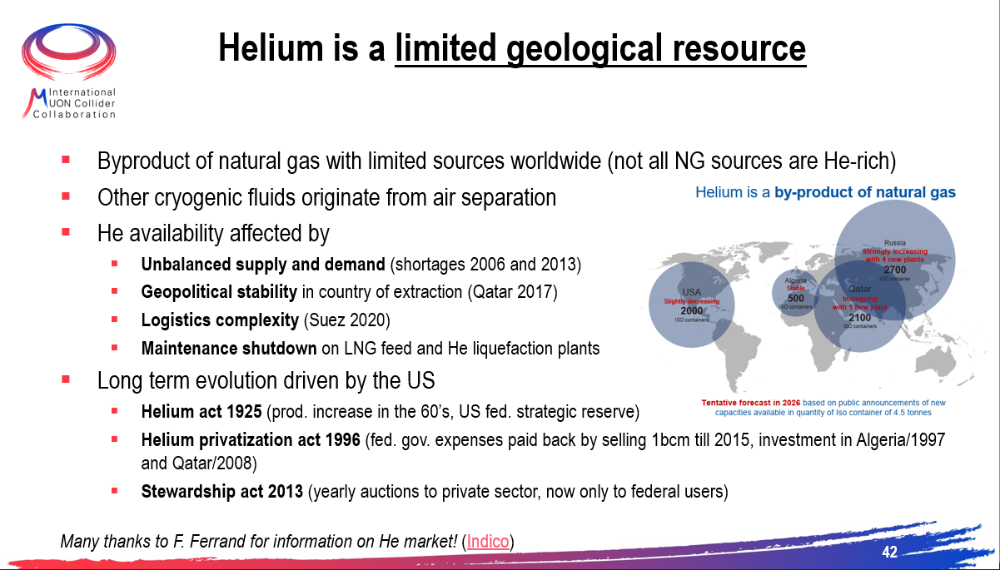 Helium is a limited geological resource
International
MUON Collider
Collaboration
Byproduct of natural gas with limited sources worldwide (not all NG sources are He-rich)
Other cryogenic fluids originate from air separation
He availability affected by
Unbalanced supply and demand (shortages 2006 and 2013)
Geopolitical stability in country of extraction (Qatar 2017)
Logistics complexity (Suez 2020)
Maintenance shutdown on LNG feed and He liquefaction plants
Long term evolution driven by the US
Helium act 1925 (prod. increase in the 60’s, US fed. strategic reserve)
Helium privatization act 1996 (fed. gov. expenses paid back by selling 1bcm till 2015, investment in Algeria/1997
and Qatar/2008)
Stewardship act 2013 (yearly auctions to private sector, now only to federal users)
Helium is a by-product of natural gas
USA
Slightly decreasing
2000
ISO containers
Algeria
Stable
500
ISO containers
Russia
Strongly increasing
with 4 new plants
2700
ISO container
Qatar
Increasing
with 1 new plant
2100
ISO containers
Tentative forecast in 2026 based on public announcements of new
capacities available in quantity of Iso container of 4.5 tonnes
Many thanks to F. Ferrand for information on He market! (Indico)
42